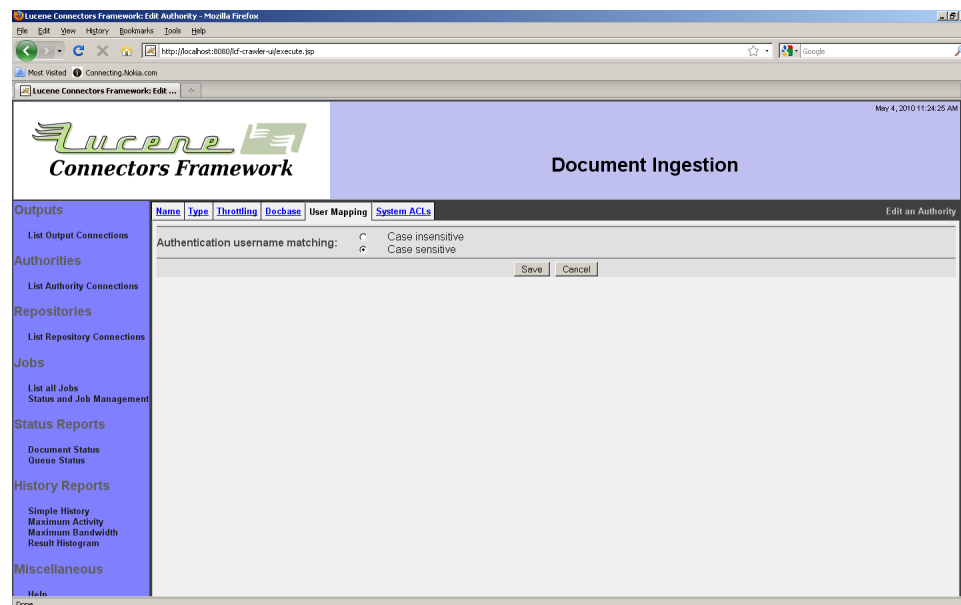 Lucene Connectors Framework: Edit Authority - Mozilla Firefox
File Edit View History Bookmarks Tools Help
http://localhost:8080/lcf-crawler-ui/execute.jsp
Google
Most Visited Connecting.Nokia.com
Lucene Connectors Framework: Edit ...
May 4, 2010 11:24:25 AM
Lucene
Connectors Framework
Document Ingestion
Outputs
List Output Connections
Authorities
List Authority Connections
Repositories
List Repository Connections
Jobs
List all Jobs
Status and Job Management
Status Reports
Document Status
Queue Status
History Reports
Simple History
Maximum Activity
Maximum Bandwidth
Result Histogram
Miscellaneous
Help
Name Type Throttling Docbase User Mapping System ACLs
Edit an Authority
Authentication username matching:
Case insensitive
Case sensitive
Save Cancel
Done